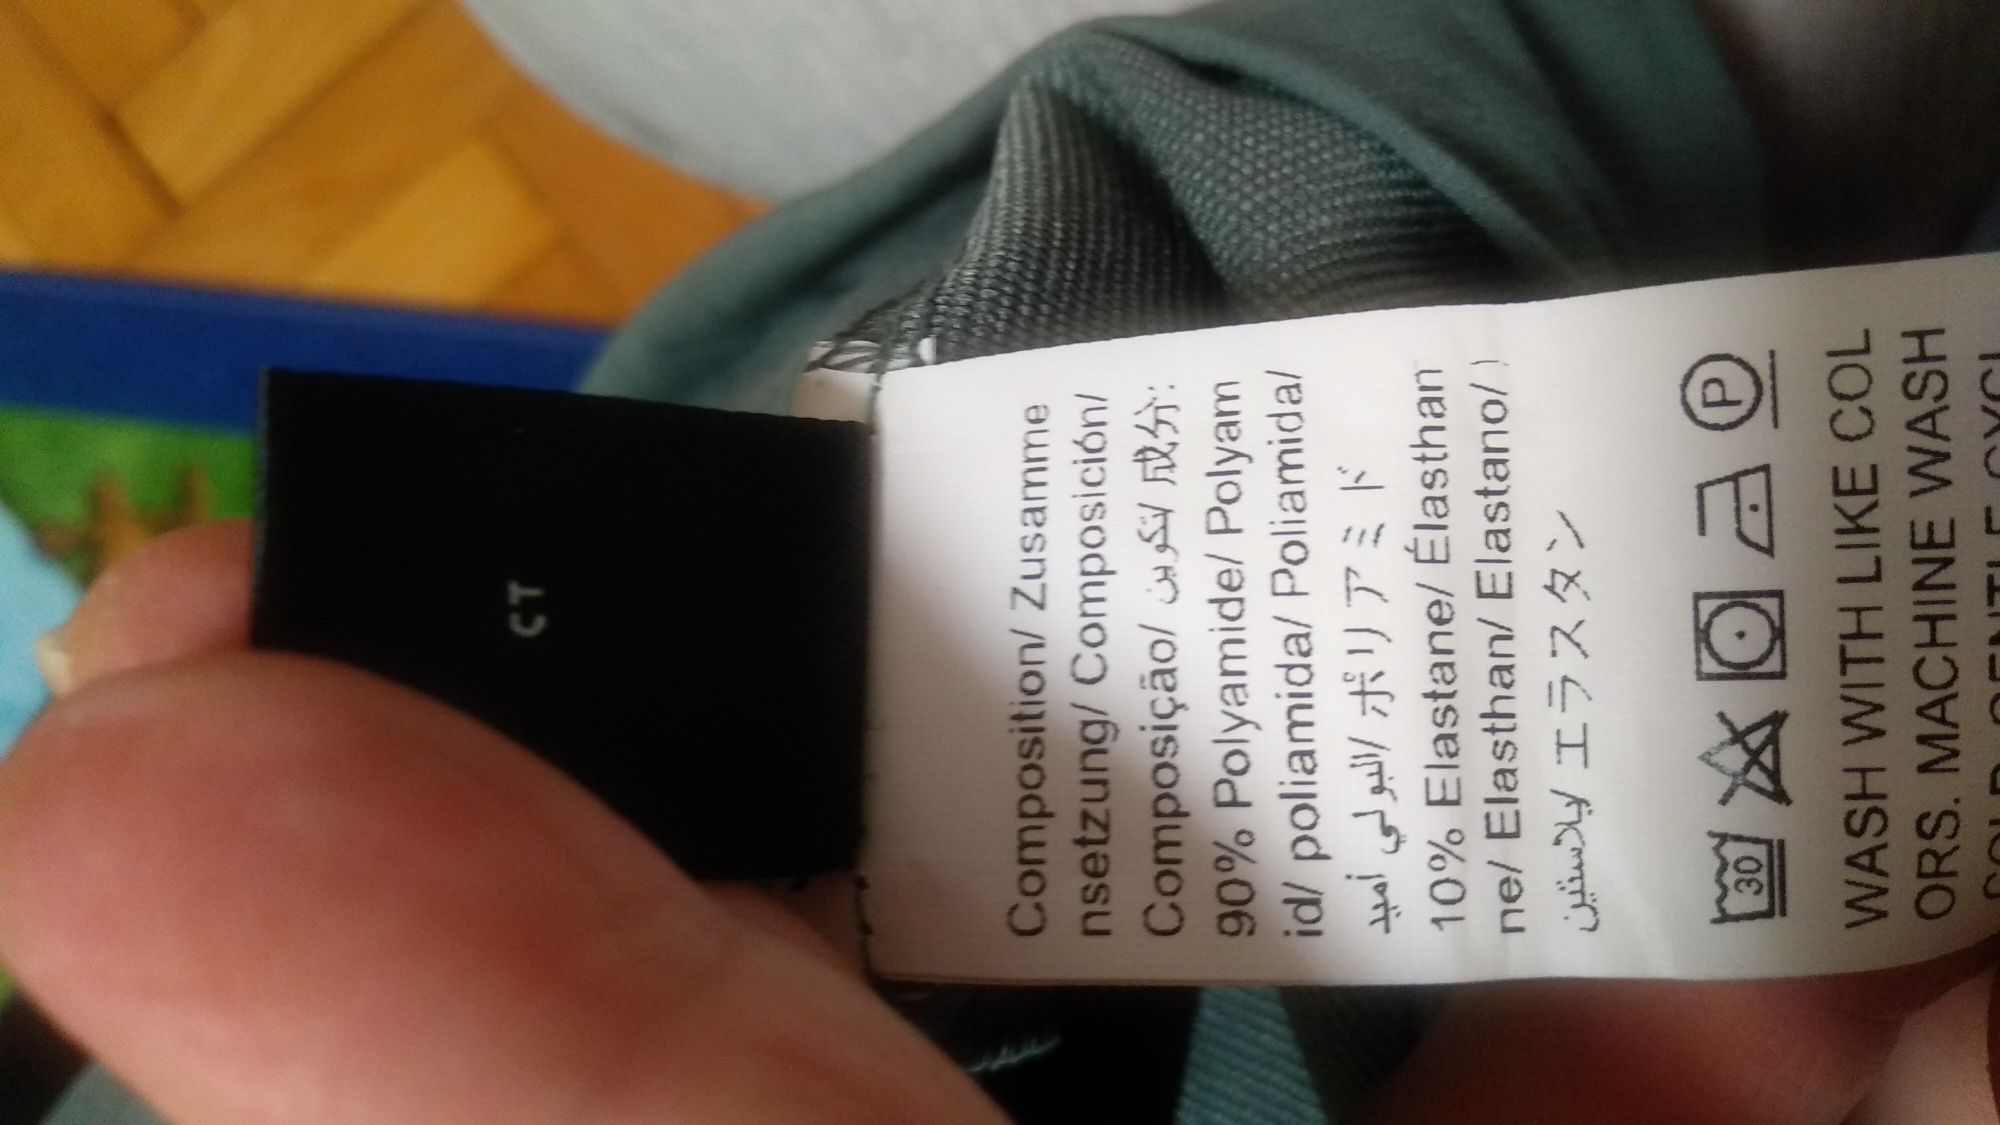 CT
Composition/ Zusamme
nsetzung/ Composición/
Composição/ التكوين/ 成分:
90% Polyamide/ Polyam
id/ poliamida/ Poliamida/
البولي أميد/ ポリアミド
10% Elastane/ Élasthan
ne/ Elasthan/ Elastano/
إيلاستين/ エラスタン
30 P
WASH WITH LIKE COL
ORS. MACHINE WASH